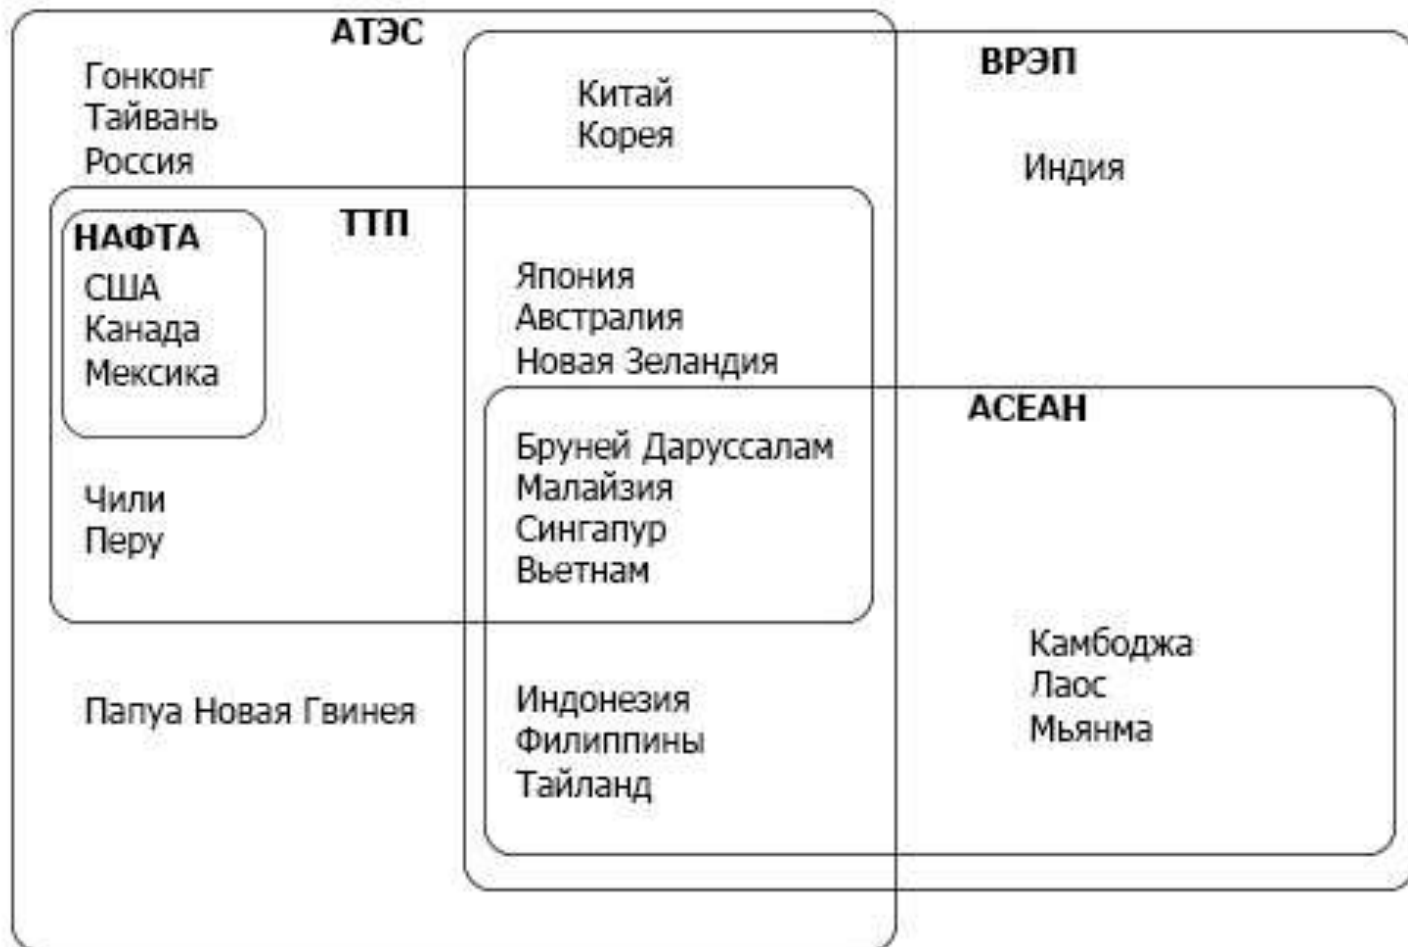 АТЭС
Гонконг
Тайвань
Россия
Китай
Корея
ВРЭП
Индия
ТТП
НАФТА
США
Канада
Мексика
Япония
Австралия
Новая Зеландия
АСЕАН
Бруней Даруссалам
Малайзия
Сингапур
Вьетнам
Чили
Перу
Папуа Новая Гвинея
Индонезия
Филиппины
Тайланд
Камбоджа
Лаос
Мьянма